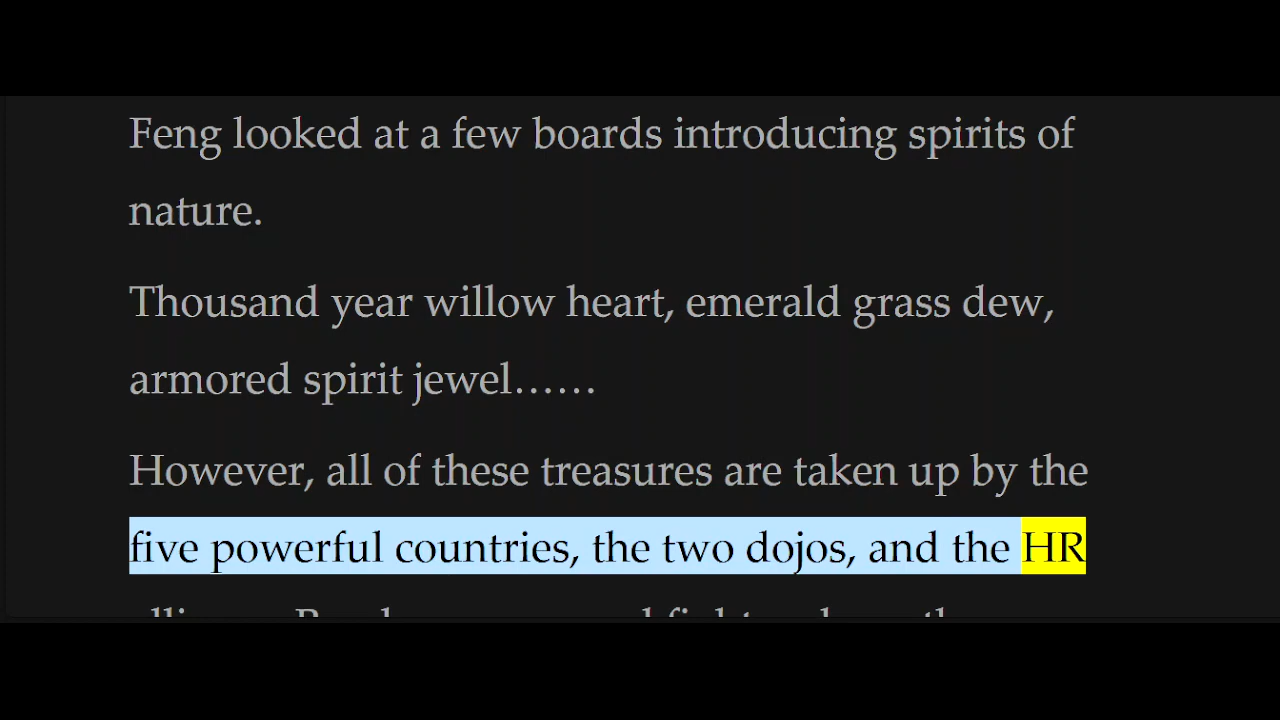 Feng looked at a few boards introducing spirits of
nature.
Thousand year willow heart, emerald grass dew,
armored spirit jewel……
However, all of these treasures are taken up by the
five powerful countries, the two dojos, and the HR